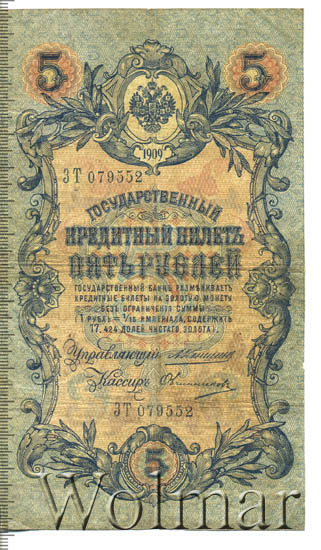 5 5
1909
ЗТ 079552
ГОСУДАРСТВЕННЫЙ
КРЕДИТНЫЙ БИЛЕТЪ
ПЯТЬ РУБЛЕЙ
ГОСУДАРСТВЕННЫЙ БАНКЪ РАЗМѢНИВАЕТЪ
КРЕДИТНЫЕ БИЛЕТЫ НА ЗОЛОТУЮ МОНЕТУ
БЕЗЪ ОГРАНИЧЕНІЯ СУММЫ
(1 РУБЛЬ = 1/15 ИМПЕРІАЛА, СОДЕРЖИТЪ
17,424 ДОЛЕЙ ЧИСТАГО ЗОЛОТА).
Управляющій
Кассиръ
ЗТ 079552
5
Wolmar